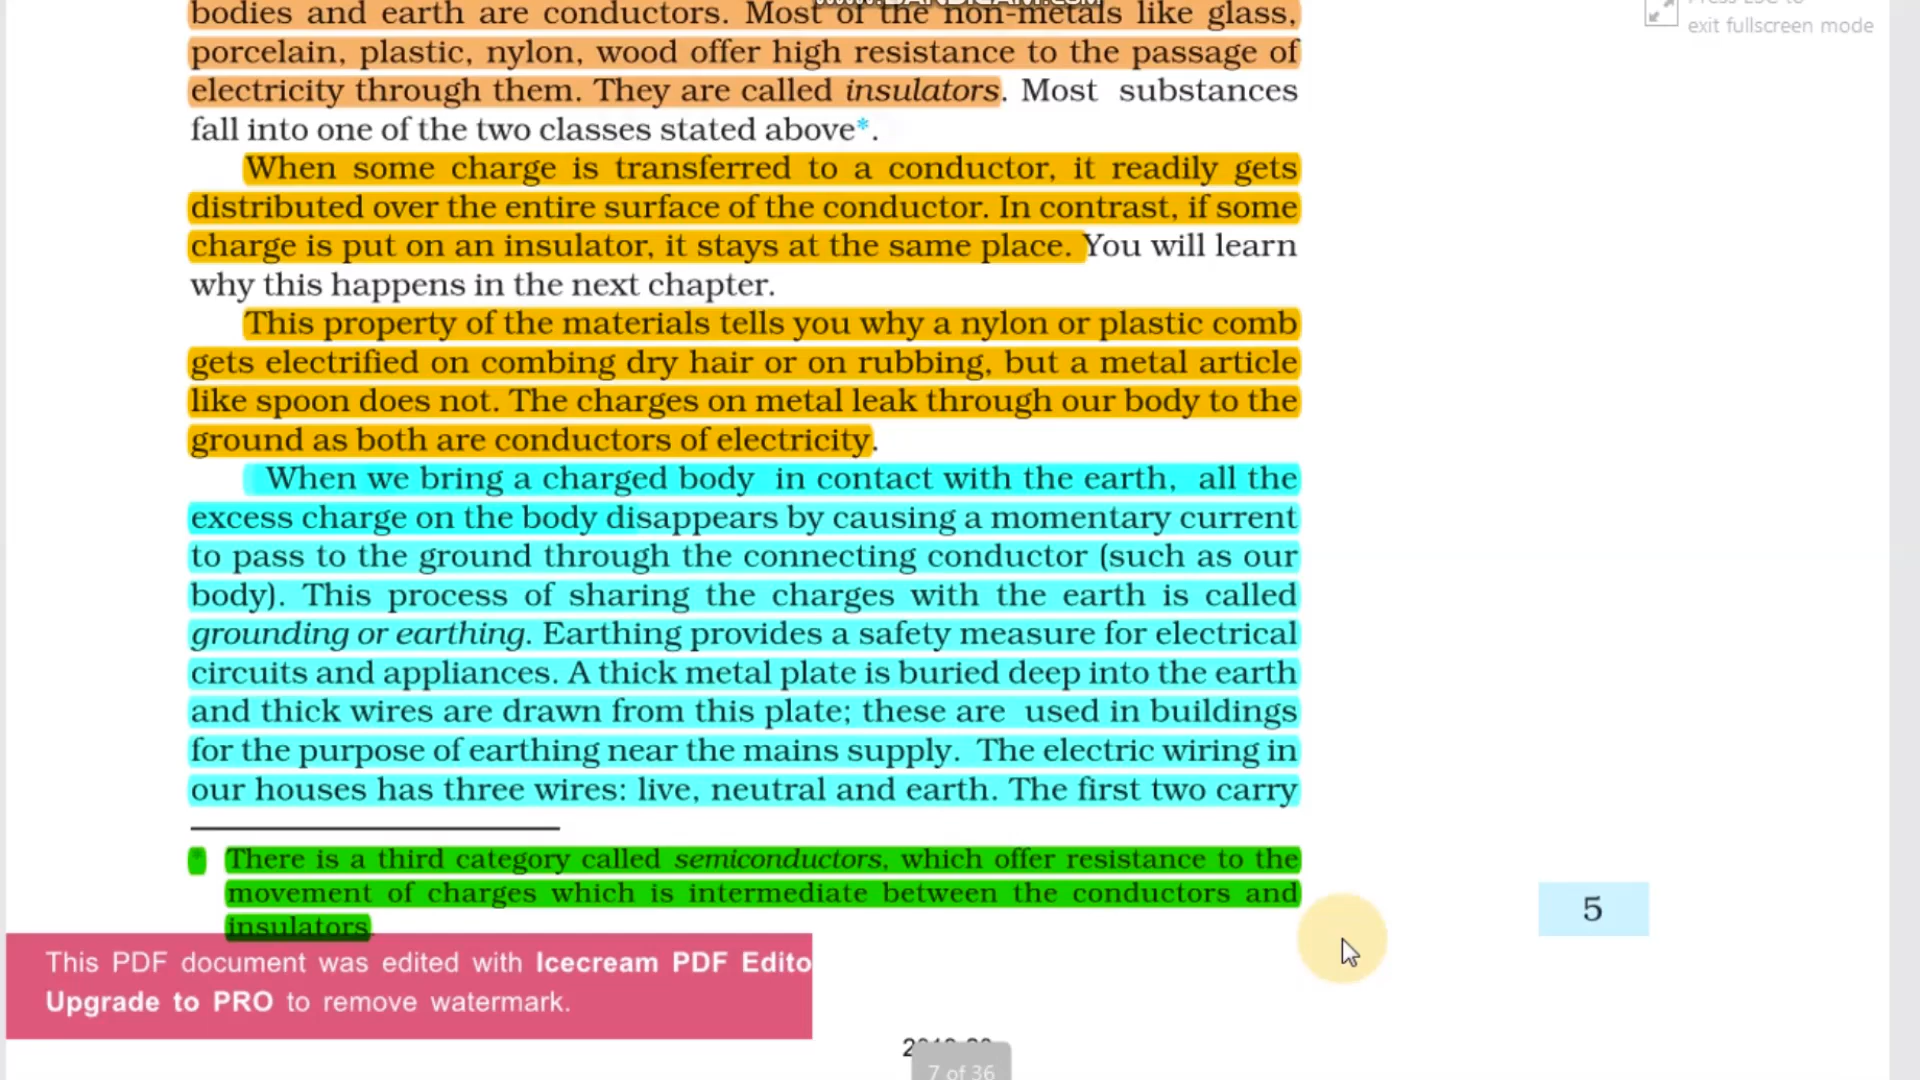 bodies and earth are conductors. Most of the non-metals like glass,
porcelain, plastic, nylon, wood offer high resistance to the passage of
electricity through them. They are called insulators. Most substances
fall into one of the two classes stated above*.
When some charge is transferred to a conductor, it readily gets
distributed over the entire surface of the conductor. In contrast, if some
charge is put on an insulator, it stays at the same place. You will learn
why this happens in the next chapter.
This property of the materials tells you why a nylon or plastic comb
gets electrified on combing dry hair or on rubbing, but a metal article
like spoon does not. The charges on metal leak through our body to the
ground as both are conductors of electricity.
When we bring a charged body in contact with the earth, all the
excess charge on the body disappears by causing a momentary current
to pass to the ground through the connecting conductor (such as our
body). This process of sharing the charges with the earth is called
grounding or earthing. Earthing provides a safety measure for electrical
circuits and appliances. A thick metal plate is buried deep into the earth
and thick wires are drawn from this plate; these are used in buildings
for the purpose of earthing near the mains supply. The electric wiring in
our houses has three wires: live, neutral and earth. The first two carry
* There is a third category called semiconductors, which offer resistance to the
movement of charges which is intermediate between the conductors and
insulators
5
This PDF document was edited with Icecream PDF Edito
Upgrade to PRO to remove watermark.
7 of 36
exit fullscreen mode